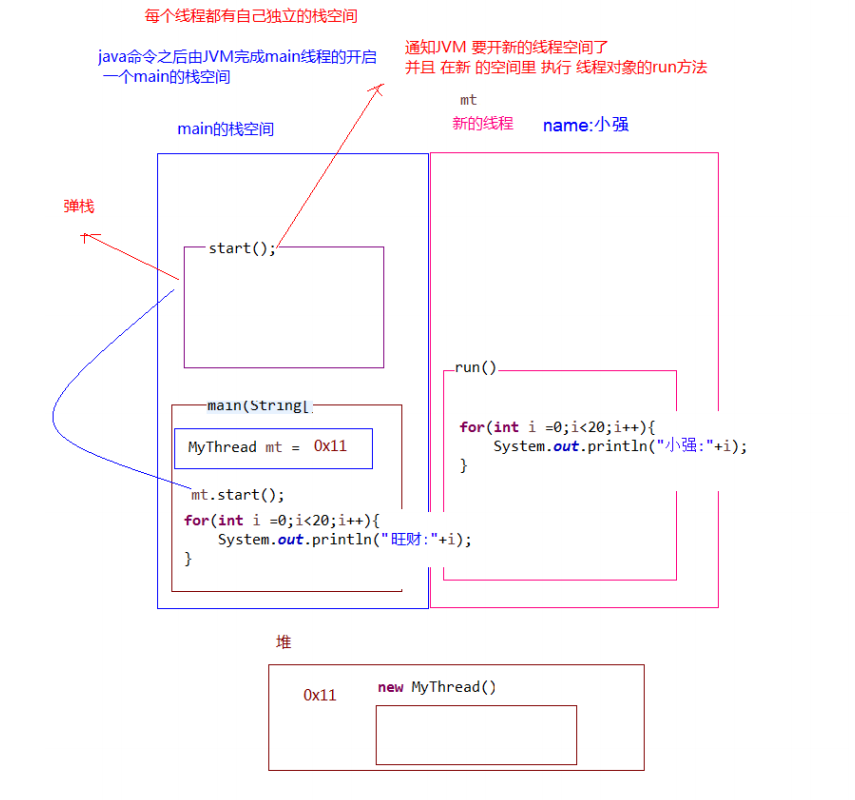 每个线程都有自己独立的栈空间
java命令之后由JVM完成main线程的开启
一个main的栈空间
通知JVM 要开新的线程空间了
并且 在新 的空间里 执行 线程对象的run方法
mt
新的线程 name:小强
main的栈空间
弹栈
start();
run()
for(int i =0;i<20;i++){
System.out.println("小强:"+i);
}
main(String[
MyThread mt = 0x11
mt.start();
for(int i =0;i<20;i++){
System.out.println("旺财:"+i);
}
堆
0x11 new MyThread()